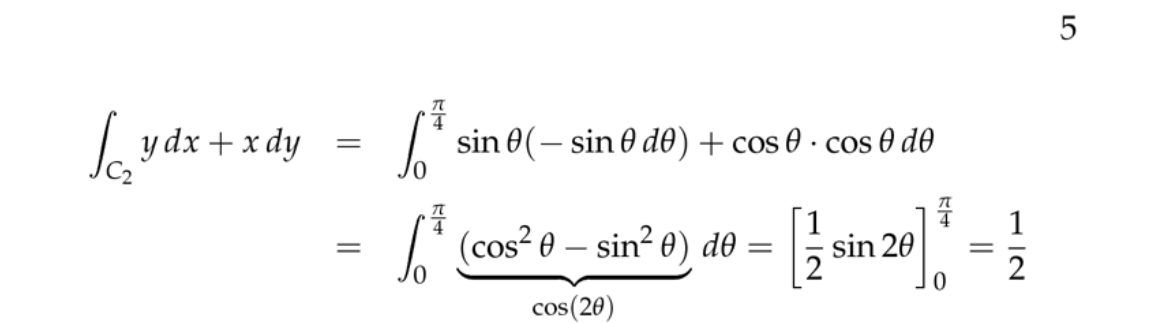 5
∫_{C₂} y dx + x dy = ∫_0^{π/4} sin θ(− sin θ dθ) + cos θ · cos θ dθ
= ∫_0^{π/4} (cos² θ − sin² θ) dθ = [1/2 sin 2θ]_0^{π/4} = 1/2
cos(2θ)